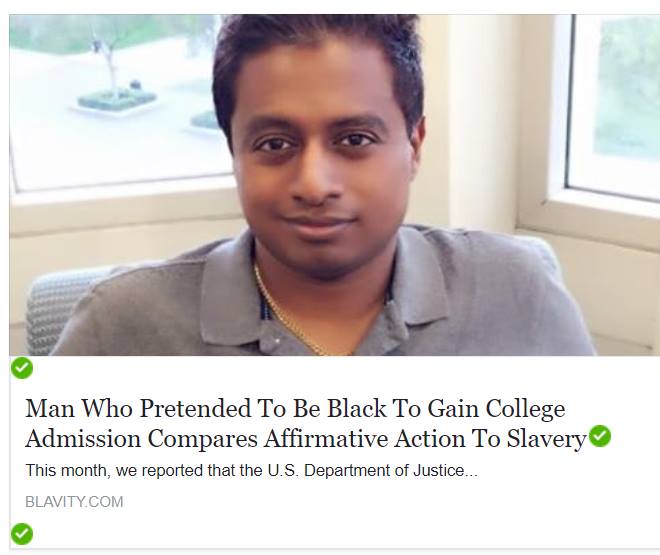 Man Who Pretended To Be Black To Gain College
Admission Compares Affirmative Action To Slavery
This month, we reported that the U.S. Department of Justice...
BLAVITY.COM